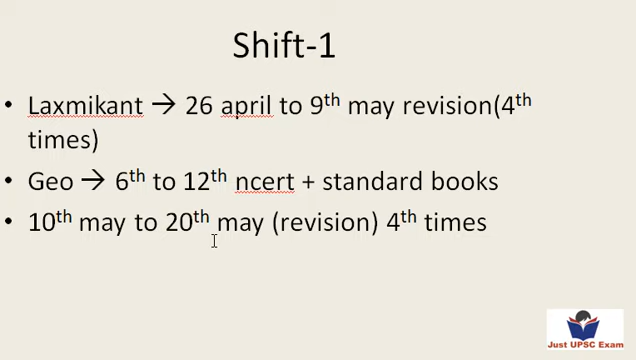 Shift-1
• Laxmikant → 26 april to 9th may revision(4th
times)
• Geo → 6th to 12th ncert + standard books
• 10th may to 20th may (revision) 4th times
Just UPSC Exam